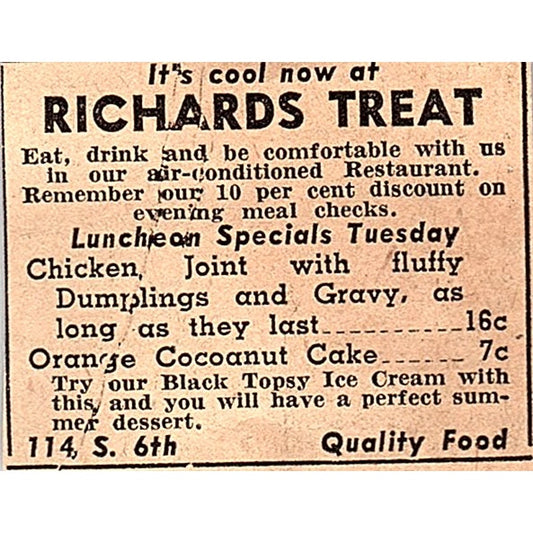 It's cool now at
RICHARDS TREAT
Eat, drink and be comfortable with us
in our air-conditioned Restaurant.
Remember our 10 per cent discount on
evening meal checks.
Luncheon Specials Tuesday
Chicken, Joint with fluffy
Dumplings and Gravy, as
long as they last 16c
Orange Cocoanut Cake 7c
Try our Black Topsy Ice Cream with
this, and you will have a perfect sum-
mer dessert.
114, S. 6th Quality Food